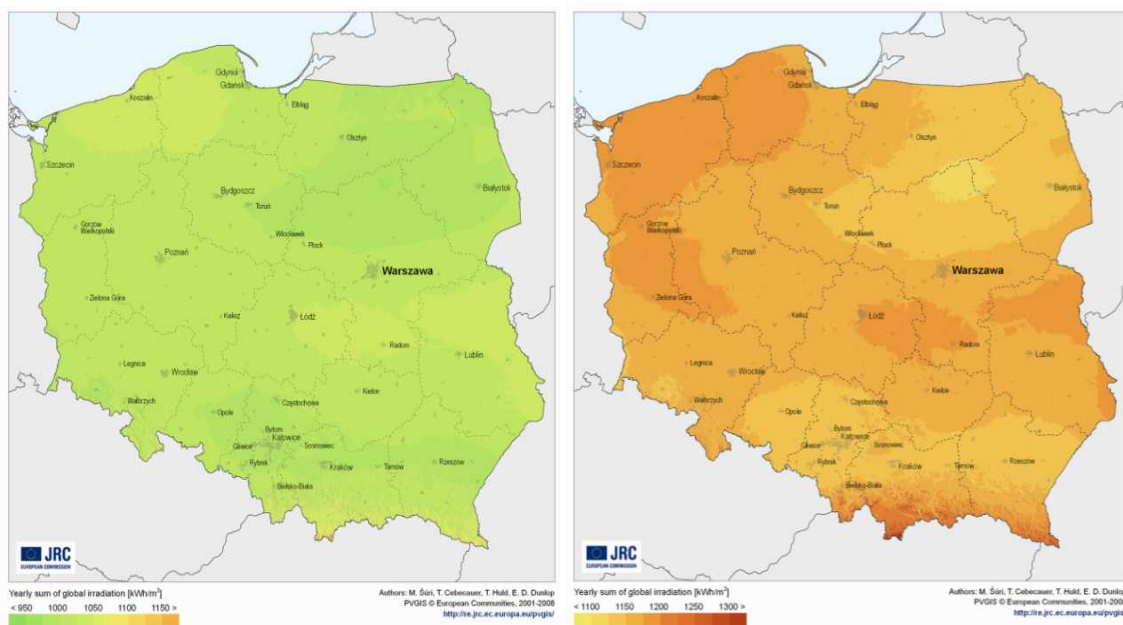 Gdynia
Gdańsk
Koszalin
Elbląg
Olsztyn
Szczecin
Bydgoszcz
Toruń
Białystok
Gorzów
Wielkopolski
Włocławek
Płock
Poznań
Warszawa
Zielona Góra
Kalisz
Łódź
Radom
Lublin
Legnica
Wrocław
Wałbrzych
Kielce
Opole
Częstochowa
Bytom
Gliwice
Katowice
Sosnowiec
Rybnik
Kraków
Tarnów
Rzeszów
Bielsko-Biała
JRC
EUROPEAN COMMISSION
Yearly sum of global irradiation [kWh/m²]
< 950 1000 1050 1100 1150 >
Authors: M. Šúri, T. Cebecauer, T. Huld, E. D. Dunlop
PVGIS © European Communities, 2001-2008
http://re.jrc.ec.europa.eu/pvgis/
Gdynia
Gdańsk
Koszalin
Elbląg
Olsztyn
Szczecin
Bydgoszcz
Toruń
Białystok
Gorzów
Wielkopolski
Włocławek
Płock
Poznań
Warszawa
Zielona Góra
Kalisz
Łódź
Radom
Lublin
Legnica
Wrocław
Wałbrzych
Kielce
Opole
Częstochowa
Bytom
Gliwice
Katowice
Sosnowiec
Rybnik
Kraków
Tarnów
Rzeszów
Bielsko-Biała
JRC
EUROPEAN COMMISSION
Yearly sum of global irradiation [kWh/m²]
< 1100 1150 1200 1250 1300 >
Authors: M. Šúri, T. Cebecauer, T. Huld, E. D. Dunlop
PVGIS © European Communities, 2001-2008
http://re.jrc.ec.europa.eu/pvgis/